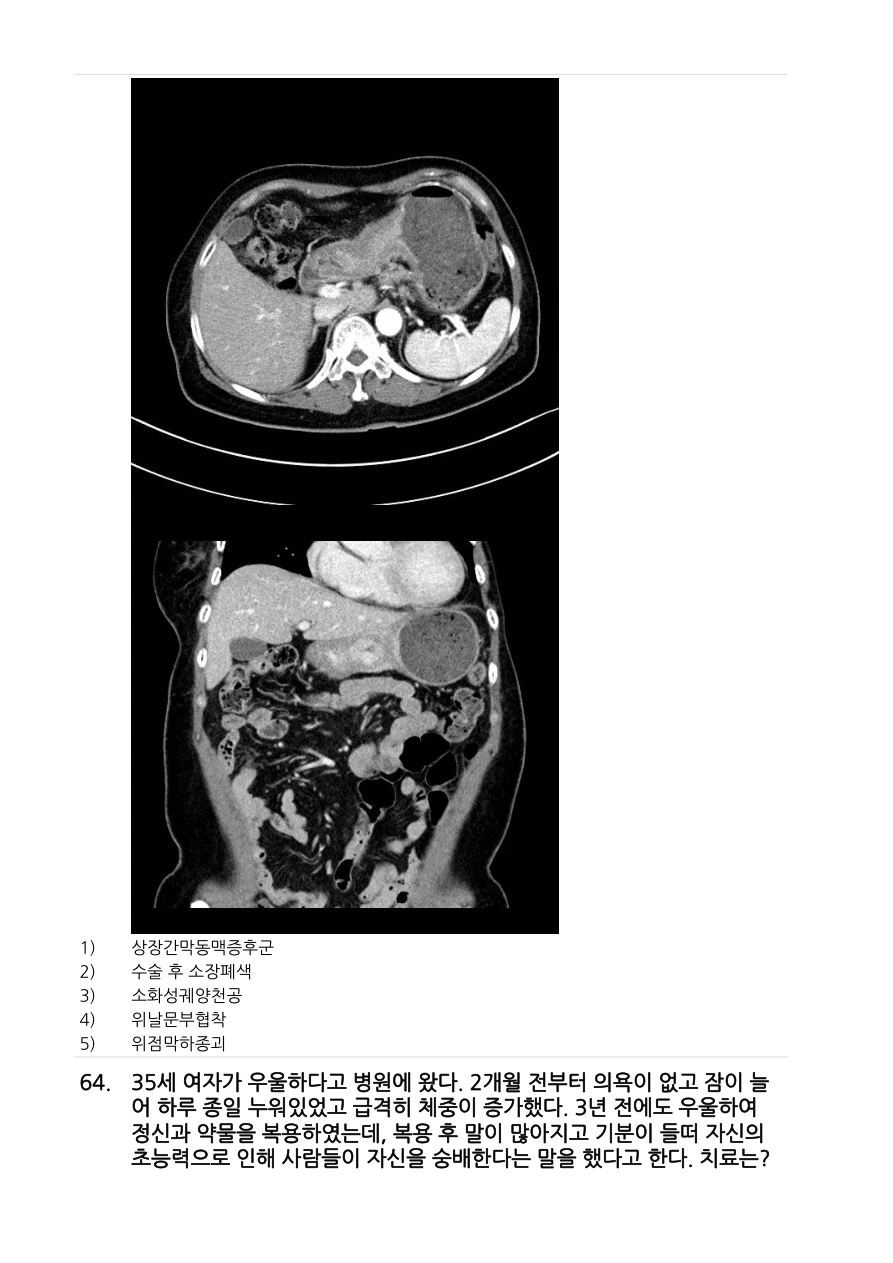 1) 상장간막동맥증후군
2) 수술 후 소장폐색
3) 소화성궤양천공
4) 위날문부협착
5) 위점막하종괴
64. 35세 여자가 우울하다고 병원에 왔다. 2개월 전부터 의욕이 없고 잠이 늘
어 하루 종일 누워있었고 급격히 체중이 증가했다. 3년 전에도 우울하여
정신과 약물을 복용하였는데, 복용 후 말이 많아지고 기분이 들떠 자신의
초능력으로 인해 사람들이 자신을 숭배한다는 말을 했다고 한다. 치료는?